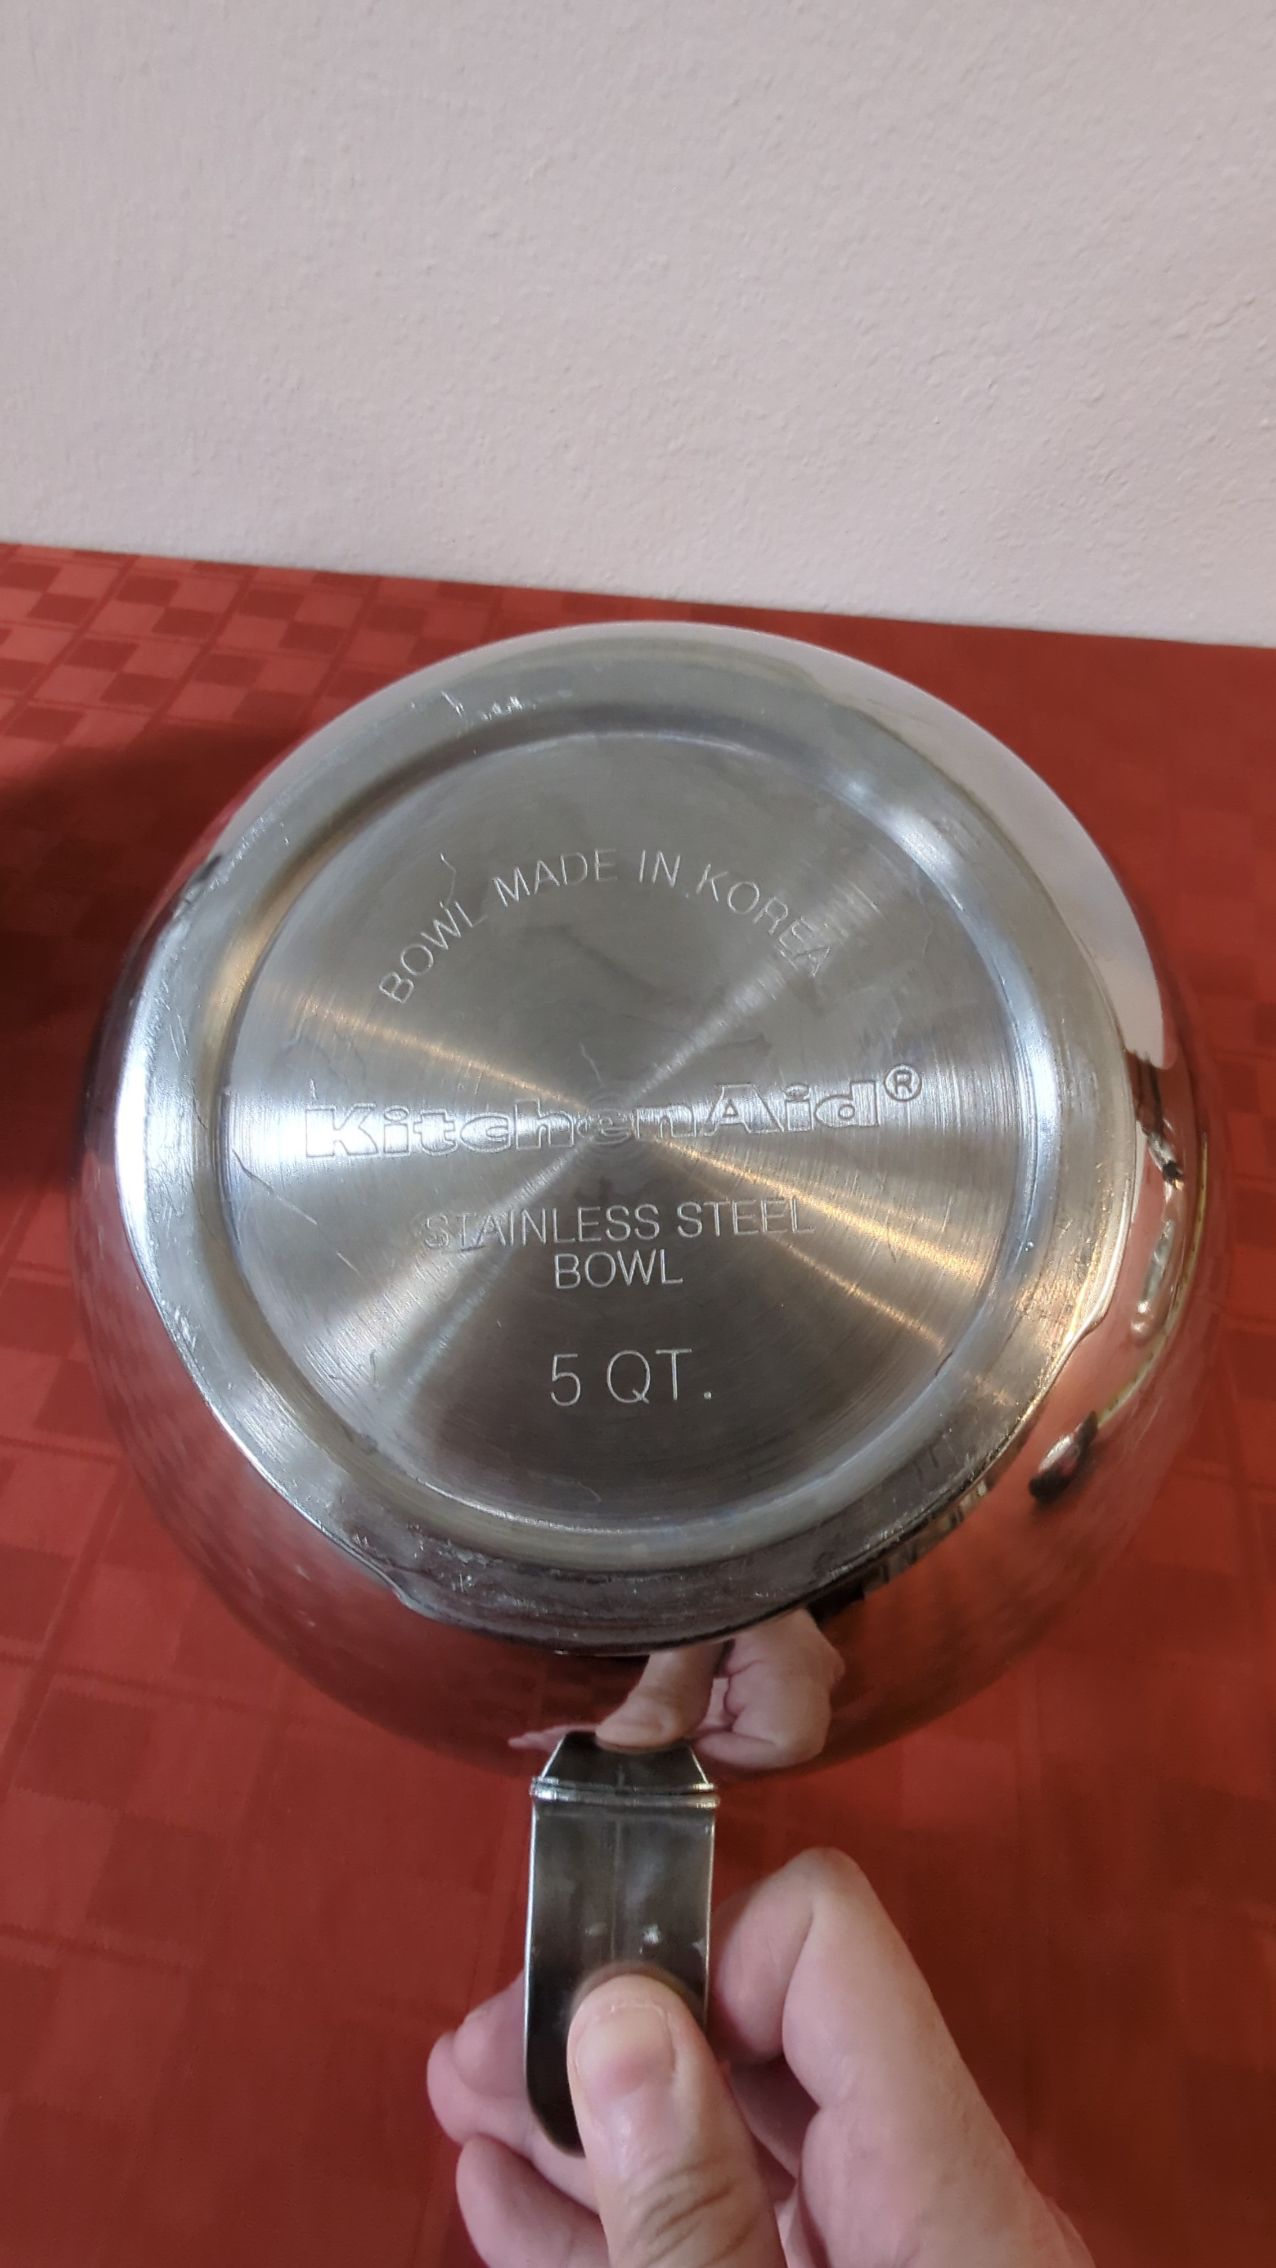 BOWL MADE IN KOREA
KitchenAid®
STAINLESS STEEL
BOWL
5 QT.